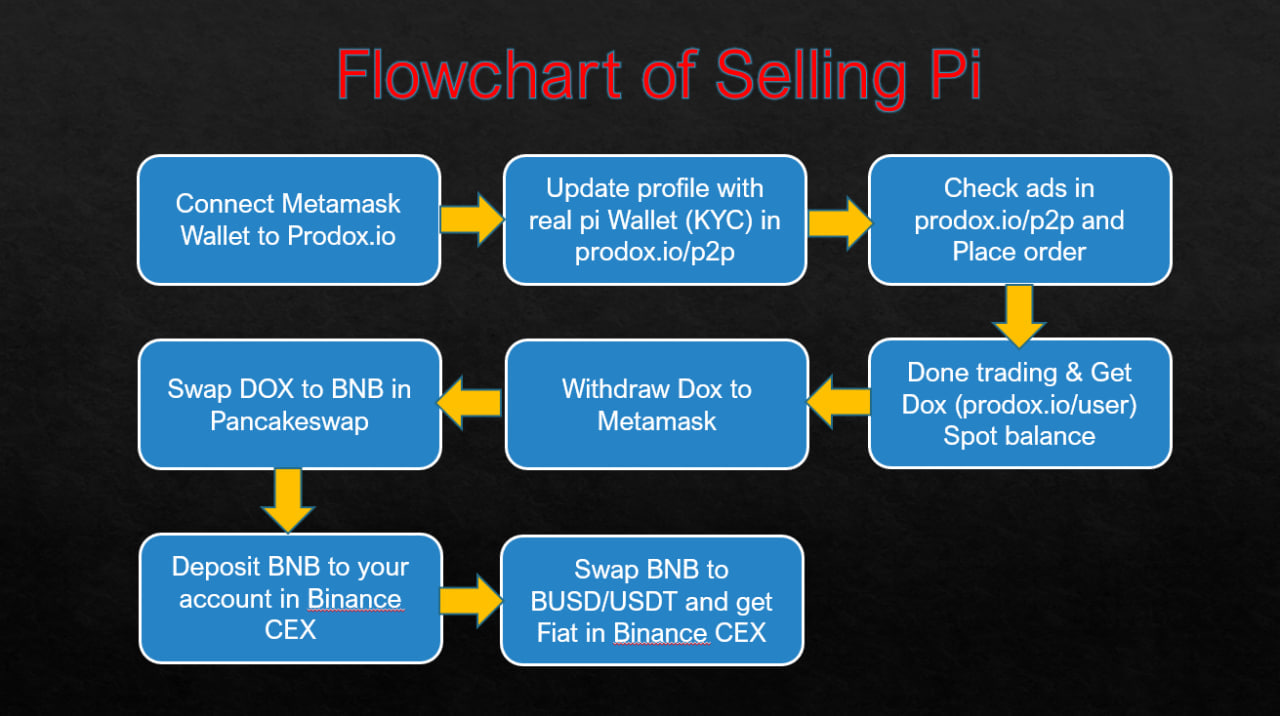 Flowchart of Selling Pi
Connect Metamask
Wallet to Prodox.io
Update profile with
real pi Wallet (KYC) in
prodox.io/p2p
Check ads in
prodox.io/p2p and
Place order
Done trading & Get
Dox (prodox.io/user)
Spot balance
Withdraw Dox to
Metamask
Swap DOX to BNB in
Pancakeswap
Deposit BNB to your
account in Binance
CEX
Swap BNB to
BUSD/USDT and get
Fiat in Binance CEX